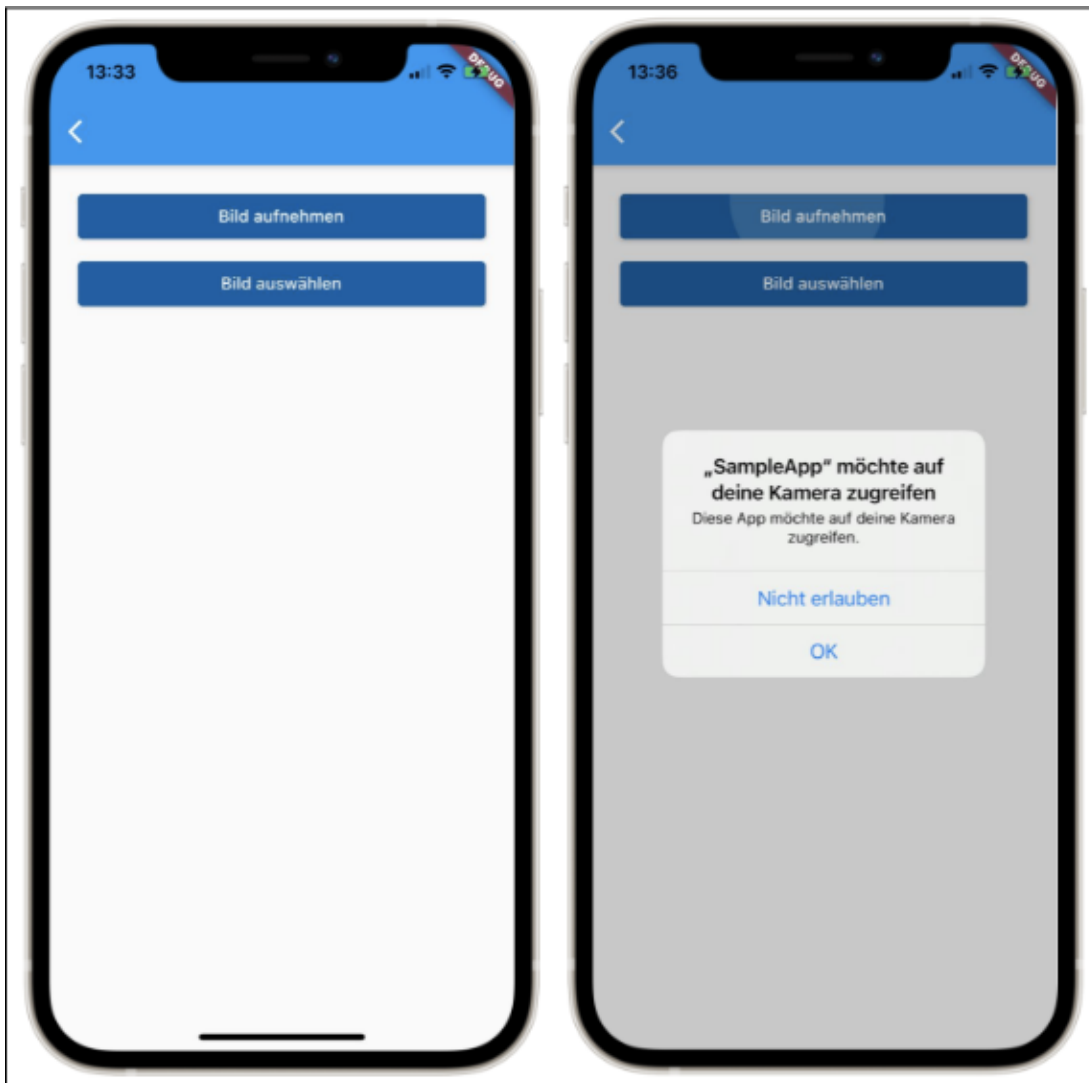 13:33
DEBUG
Bild aufnehmen
Bild auswählen
13:36
DEBUG
Bild aufnehmen
Bild auswählen
„SampleApp“ möchte auf
deine Kamera zugreifen
Diese App möchte auf deine Kamera
zugreifen.
Nicht erlauben
OK